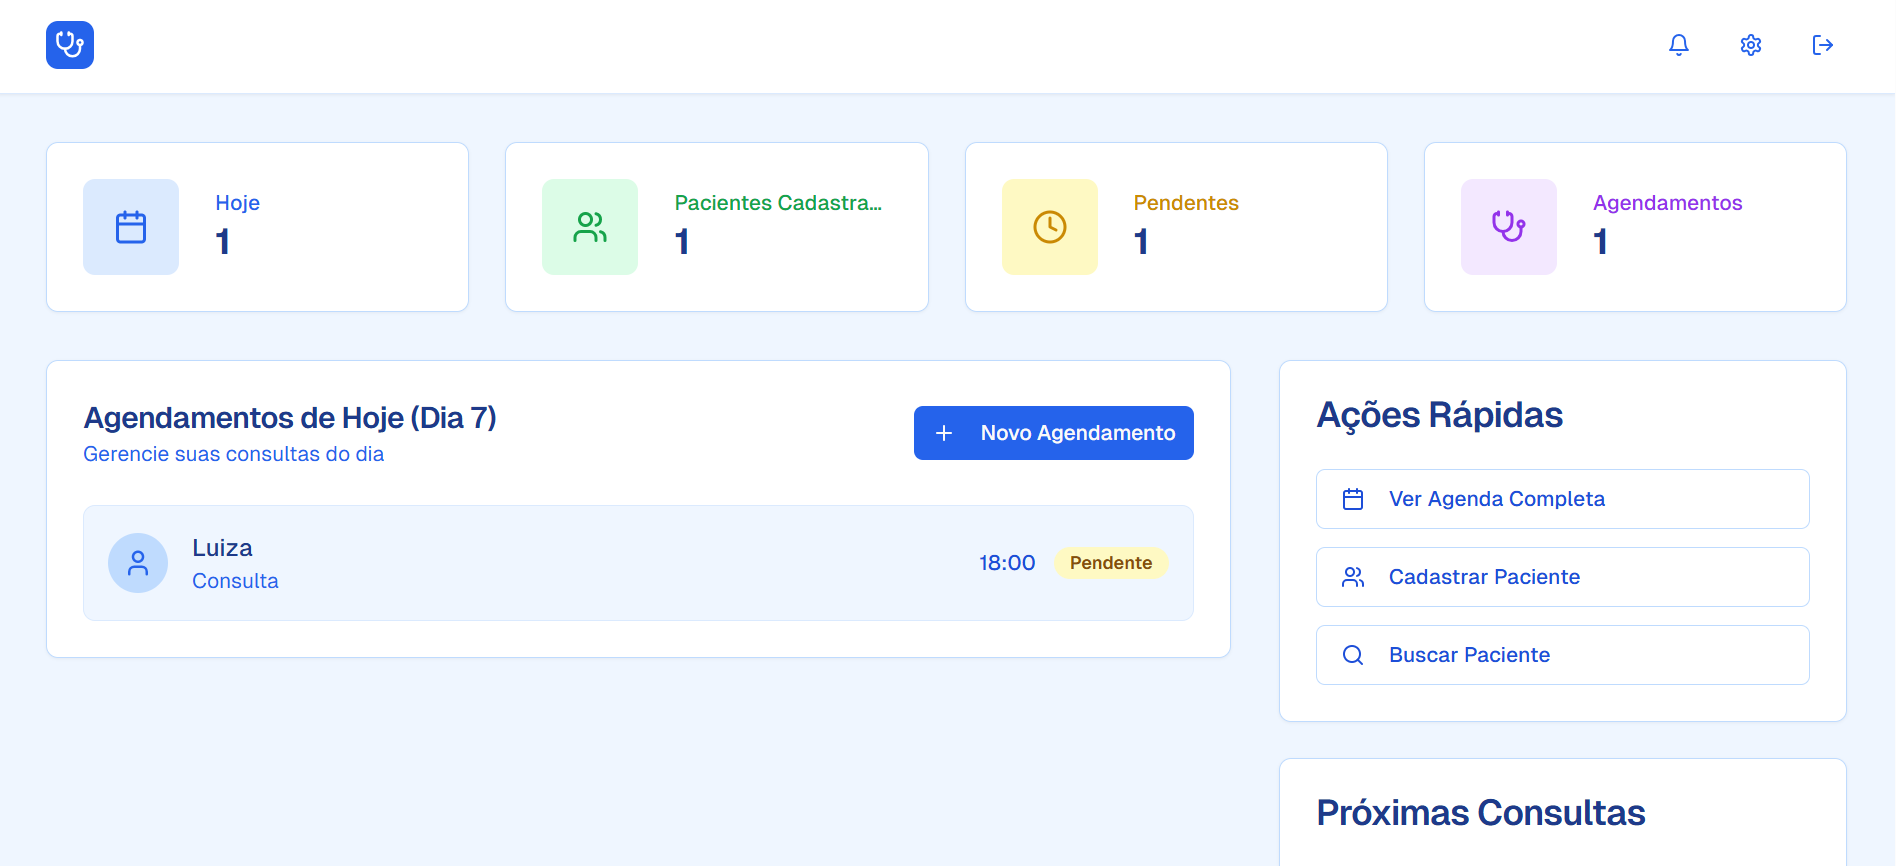 Hoje
1
Pacientes Cadastra...
1
Pendentes
1
Agendamentos
1
Agendamentos de Hoje (Dia 7)
Gerencie suas consultas do dia
Novo Agendamento
Luiza
Consulta
18:00
Pendente
Ações Rápidas
Ver Agenda Completa
Cadastrar Paciente
Buscar Paciente
Próximas Consultas